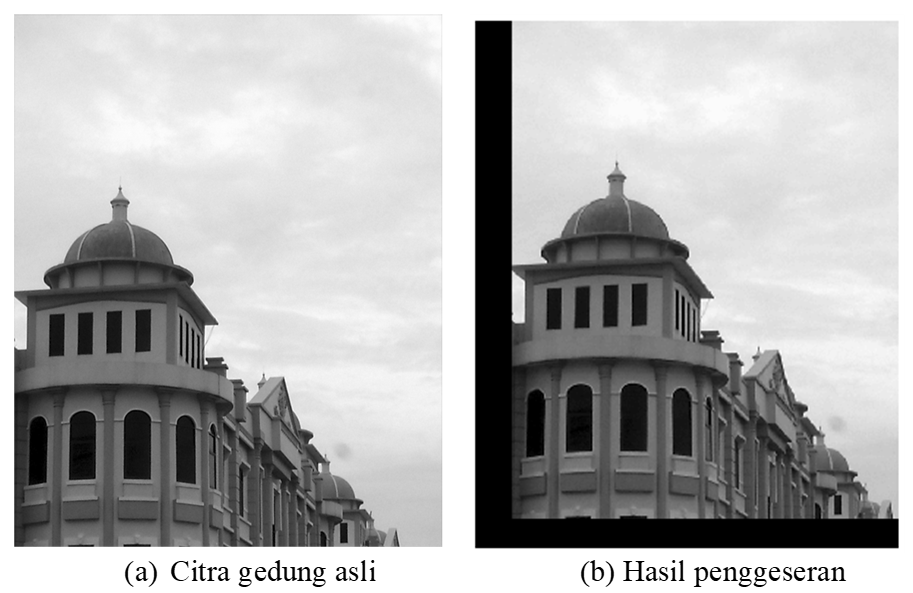 (a) Citra gedung asli
(b) Hasil penggeseran